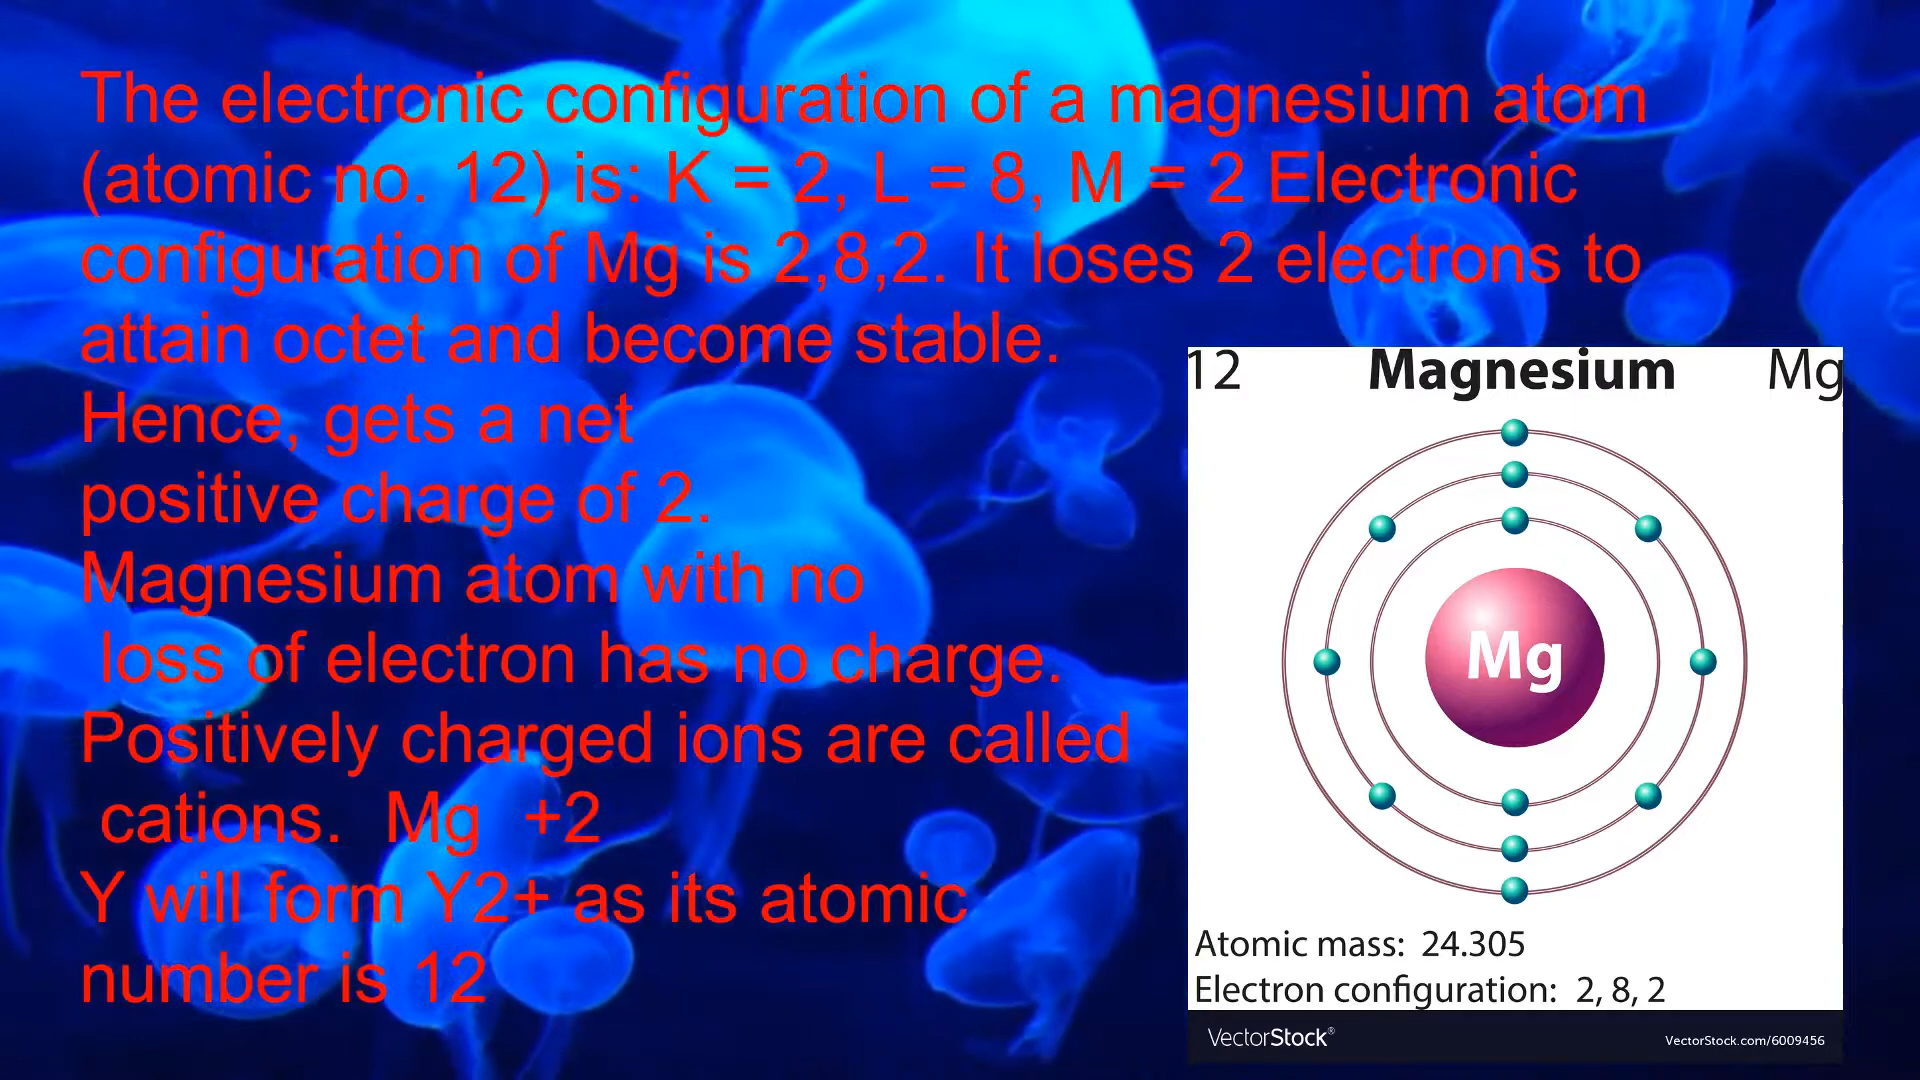 The electronic configuration of a magnesium atom
(atomic no. 12) is: K = 2, L = 8, M = 2 Electronic
configuration of Mg is 2,8,2. It loses 2 electrons to
attain octet and become stable.
Hence, gets a net
positive charge of 2.
Magnesium atom with no
loss of electron has no charge.
Positively charged ions are called
cations. Mg +2
Y will form Y2+ as its atomic
number is 12
12 Magnesium Mg
Mg
Atomic mass: 24.305
Electron configuration: 2, 8, 2
VectorStock® VectorStock.com/6009456